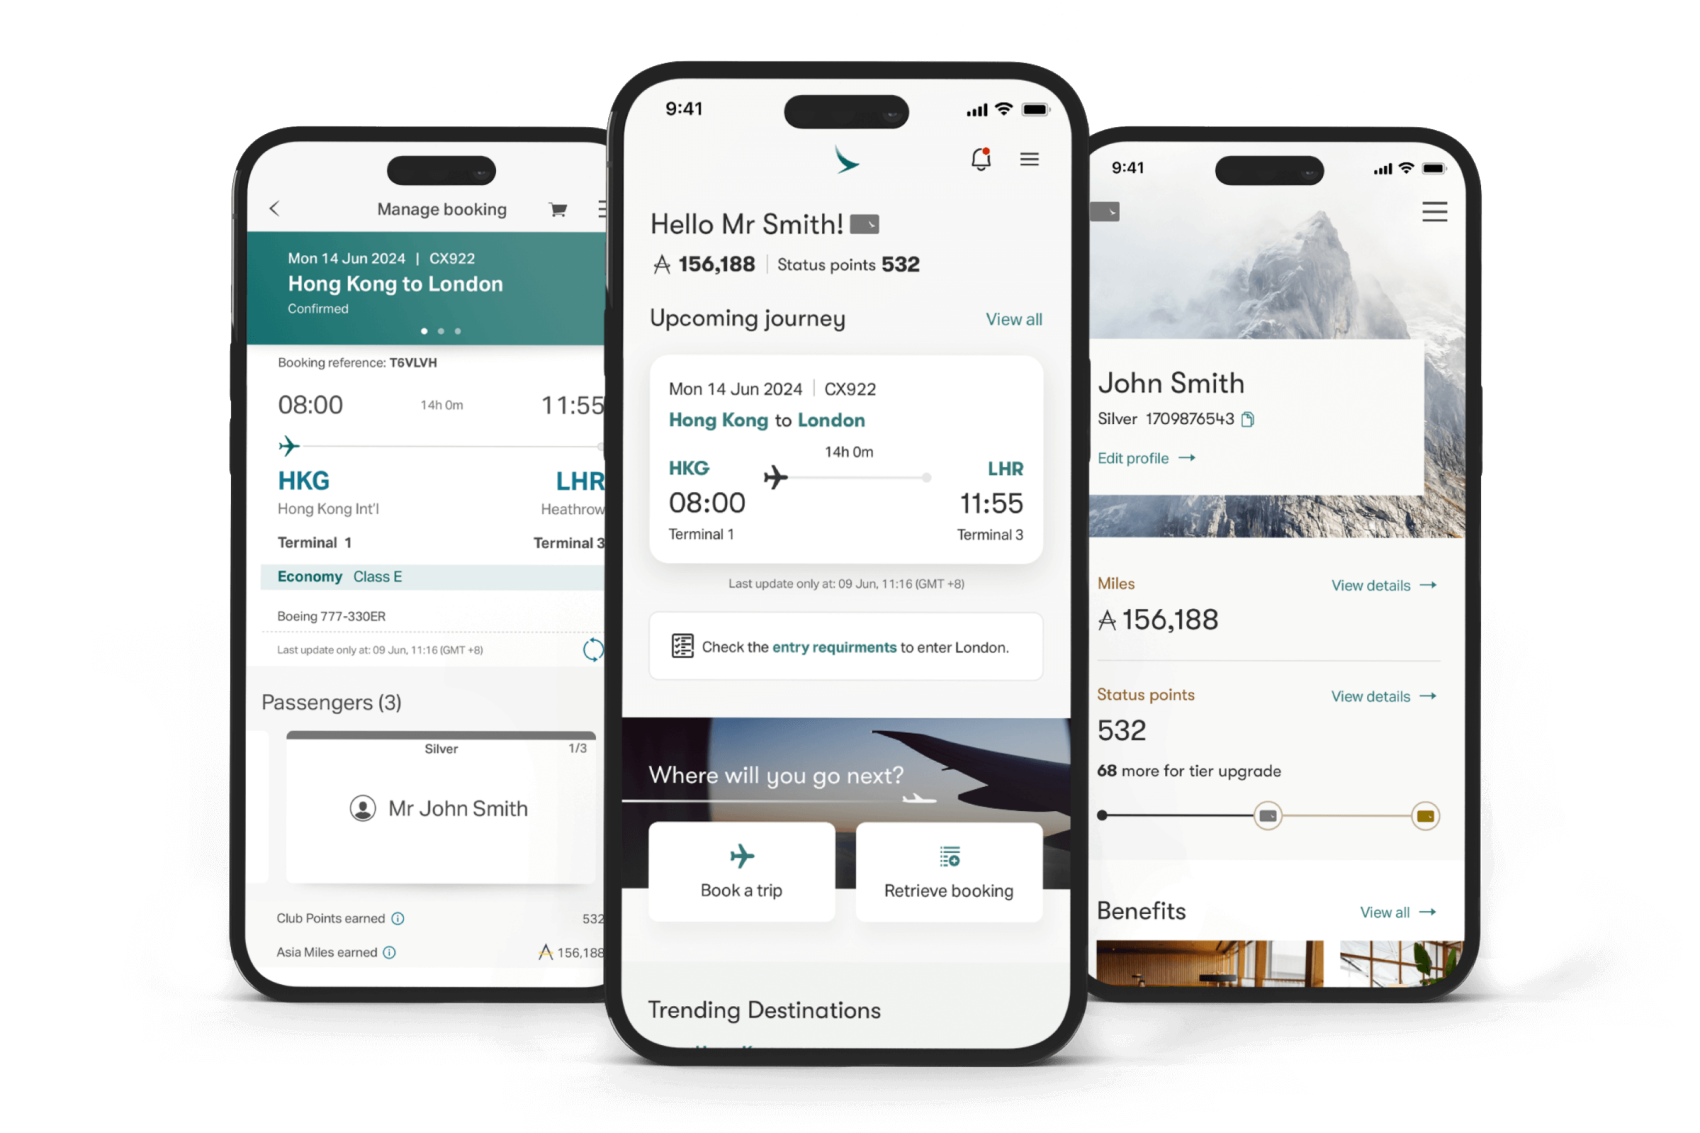 Manage booking
Mon 14 Jun 2024 | CX922
Hong Kong to London
Confirmed
Booking reference: T6VLVH
08:00 14h 0m 11:55
HKG LHR
Hong Kong Int'l Heathrow
Terminal 1 Terminal 3
Economy Class E
Boeing 777-330ER
Last update only at: 09 Jun, 11:16 (GMT +8)
Passengers (3)
Silver 1/3
Mr John Smith
Club Points earned 532
Asia Miles earned 156,188
9:41
Hello Mr Smith!
156,188 | Status points 532
Upcoming journey View all
Mon 14 Jun 2024 | CX922
Hong Kong to London
14h 0m
HKG LHR
08:00 11:55
Terminal 1 Terminal 3
Last update only at: 09 Jun, 11:16 (GMT +8)
Check the entry requirments to enter London.
Where will you go next?
Book a trip Retrieve booking
Trending Destinations
9:41
John Smith
Silver 1709876543
Edit profile →
Miles View details →
156,188
Status points View details →
532
68 more for tier upgrade
Benefits View all →